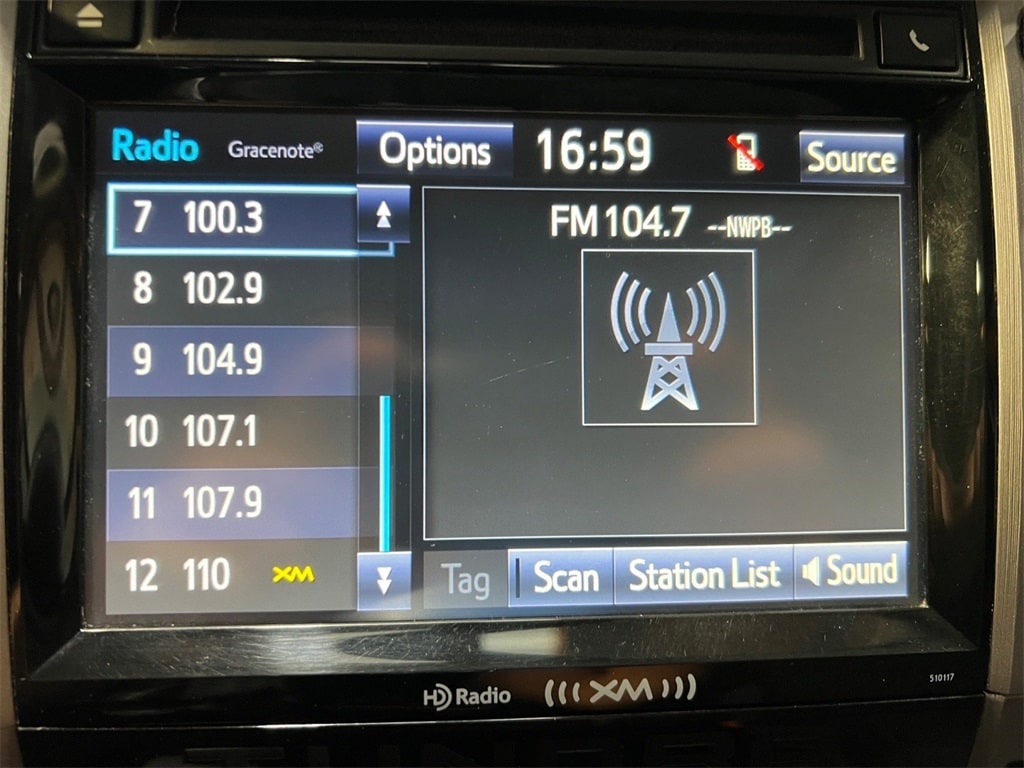 Radio Gracenote® Options 16:59 Source
7 100.3
8 102.9
9 104.9
10 107.1
11 107.9
12 110 XM
FM 104.7 --NWPB--
Tag Scan Station List Sound
HD Radio ((( XM )))
510117